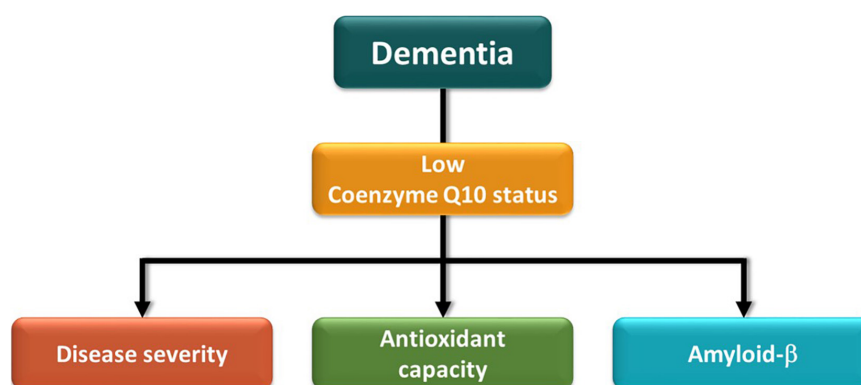 Dementia
Low
Coenzyme Q10 status
Disease severity
Antioxidant
capacity
Amyloid-β